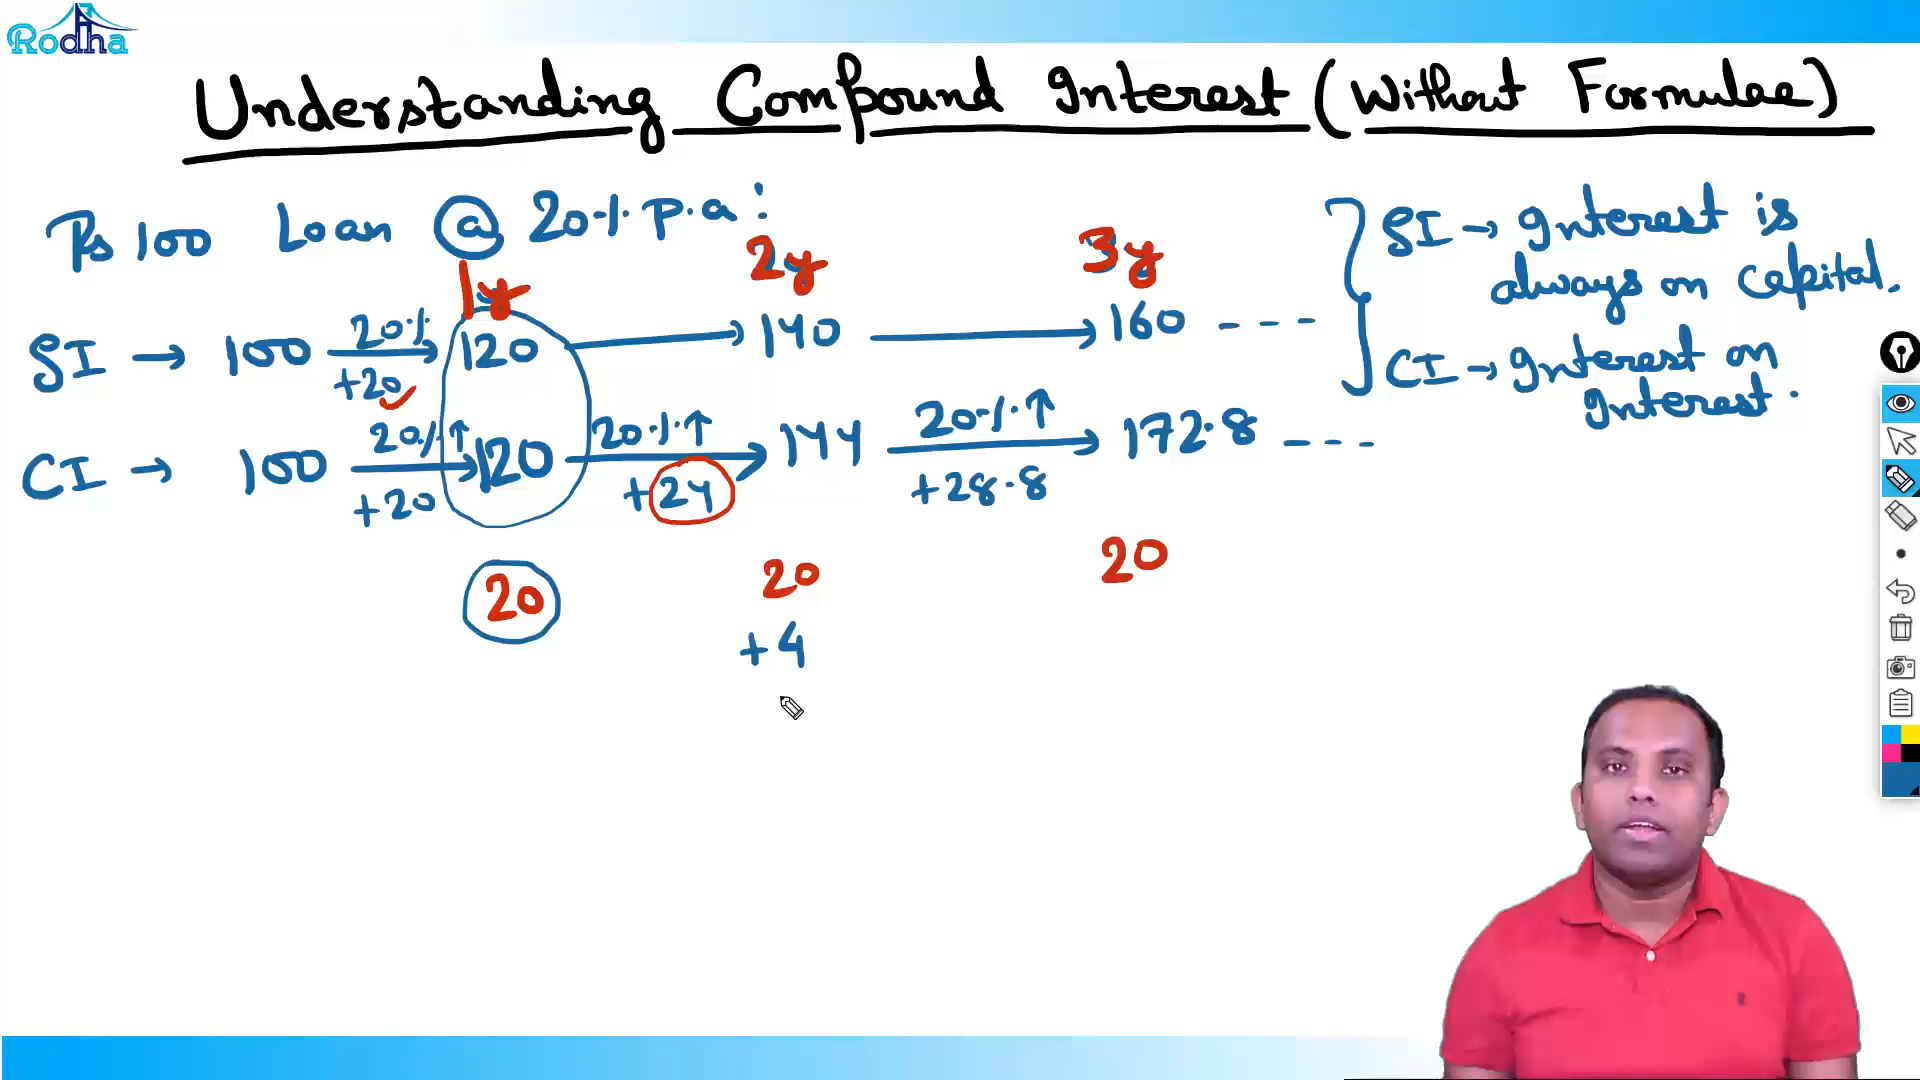 Rodha
Understanding Compound Interest (Without Formulae)
Rs 100 Loan @ 20% p.a:
1y 2y 3y
SI → 100 20% +20 120 → 140 → 160 ---
CI → 100 20%↑ +20 120 20%↑ +24 144 20%↑ +28.8 172.8 ---
SI → Interest is
always on capital.
CI → Interest on
Interest.
20 20 20
+4